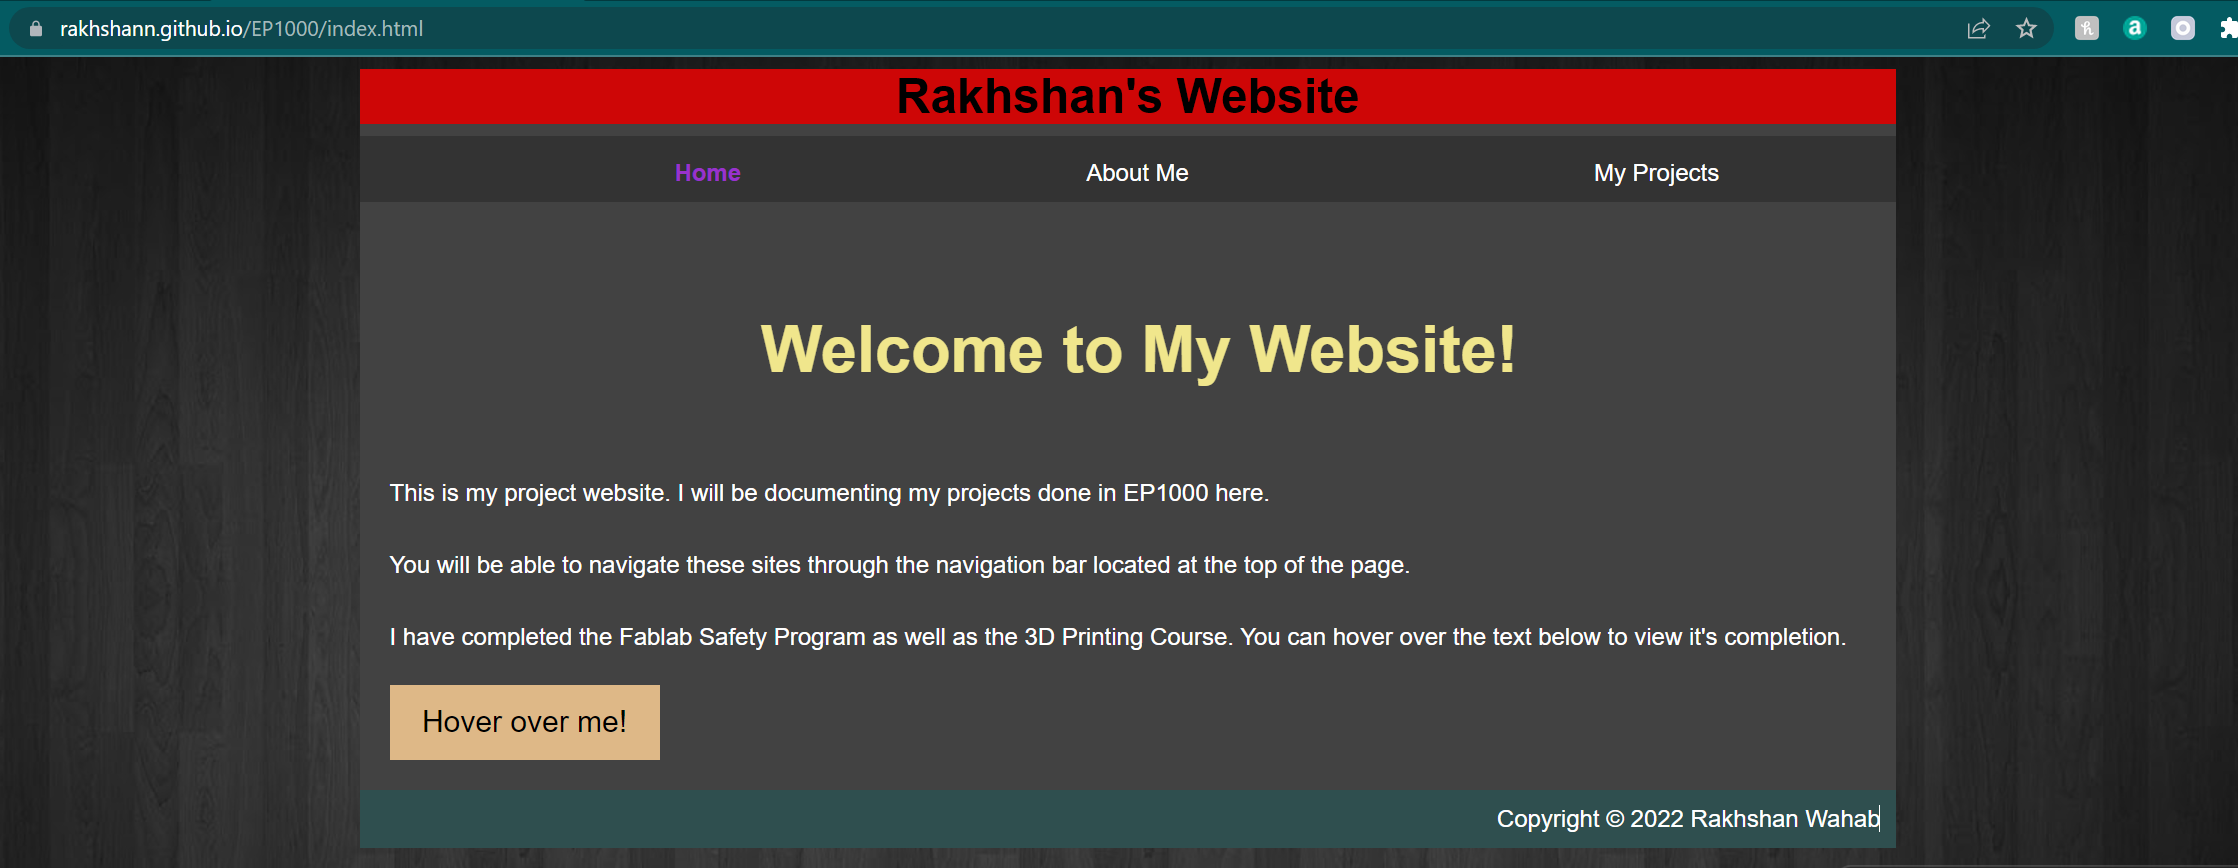 rakhshann.github.io/EP1000/index.html
Rakhshan's Website
Home About Me My Projects
Welcome to My Website!
This is my project website. I will be documenting my projects done in EP1000 here.
You will be able to navigate these sites through the navigation bar located at the top of the page.
I have completed the Fablab Safety Program as well as the 3D Printing Course. You can hover over the text below to view it's completion.
Hover over me!
Copyright © 2022 Rakhshan Wahab